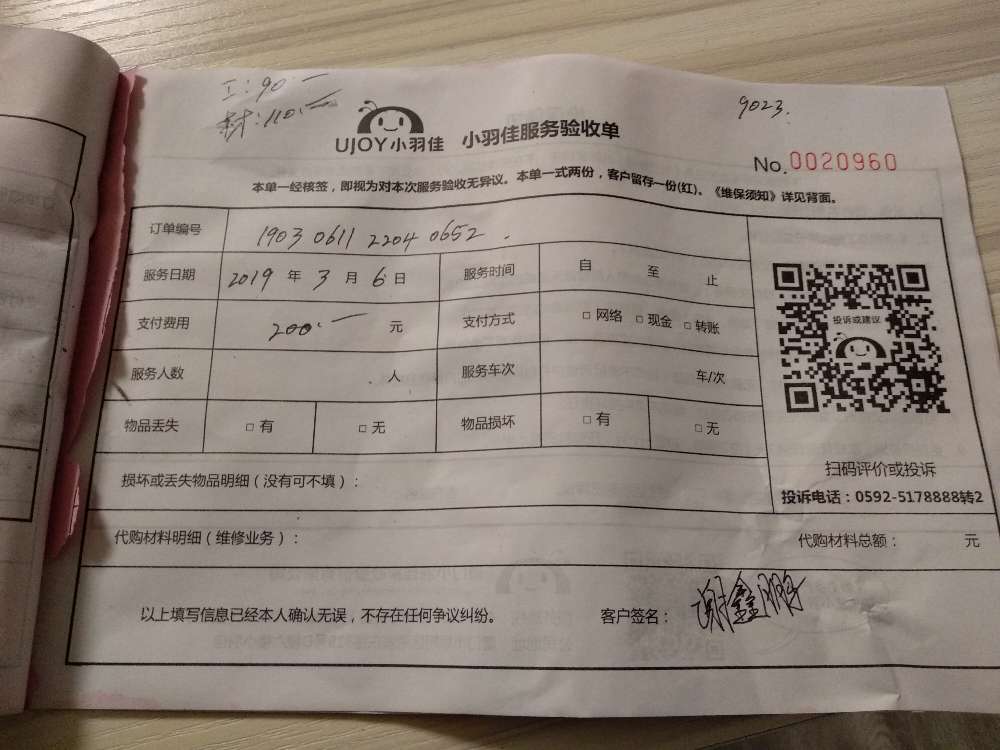 工:90.一
材:110.一
9023.
UJOY小羽佳 小羽佳服务验收单
No.0020960
本单一经核签，即视为对本次服务验收无异议。本单一式两份，客户留存一份(红)。《维保须知》详见背面。
订单编号 1903 0611 2204 0652.
服务日期 2019 年 3 月 6 日 服务时间 自 至 止
支付费用 200.一 元 支付方式 □ 网络 □ 现金 □ 转账
投诉或建议
服务人数 人 服务车次 车/次
物品丢失 □ 有 □ 无 物品损坏 □ 有 □ 无
扫码评价或投诉
损坏或丢失物品明细（没有可不填）：
投诉电话：0592-5178888转2
代购材料明细（维修业务）： 代购材料总额： 元
以上填写信息已经本人确认无误，不存在任何争议纠纷。 客户签名： 谢鑫鹏